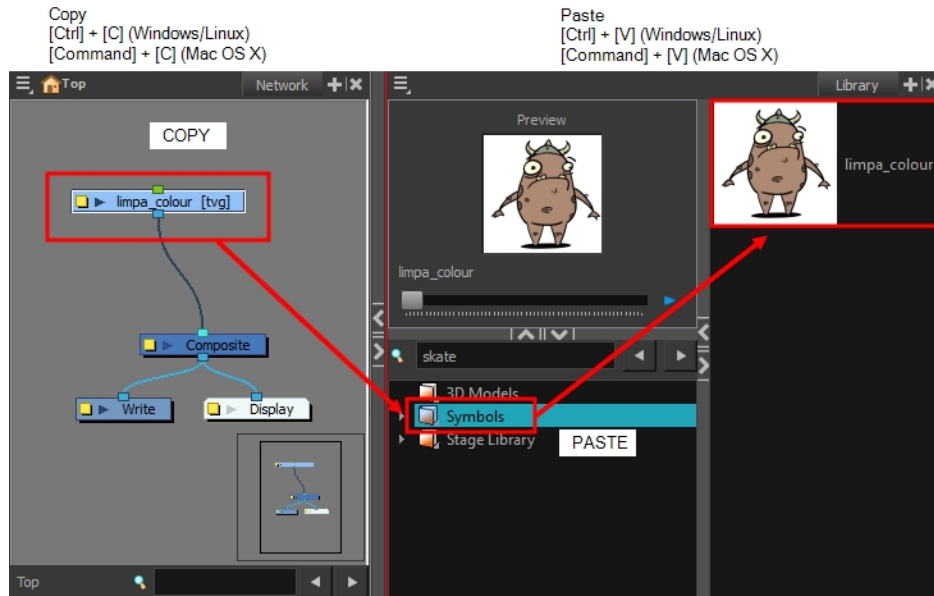 Copy
[Ctrl] + [C] (Windows/Linux)
[Command] + [C] (Mac OS X)
Paste
[Ctrl] + [V] (Windows/Linux)
[Command] + [V] (Mac OS X)
Top
Network
Library
COPY
Preview
limpa_colour [tvg]
limpa_colour
limpa_colour
Composite
Write
Display
skate
3D Models
Symbols
Stage Library
PASTE
Top